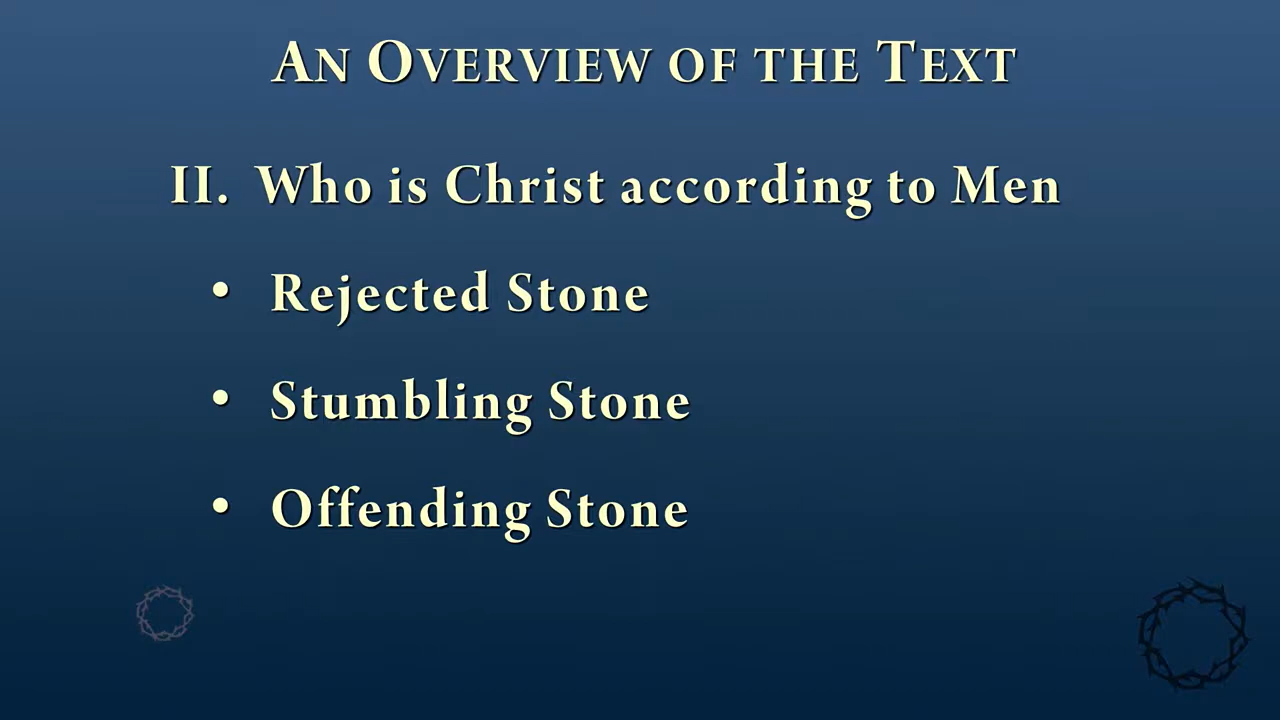 AN OVERVIEW OF THE TEXT
II. Who is Christ according to Men
• Rejected Stone
• Stumbling Stone
• Offending Stone